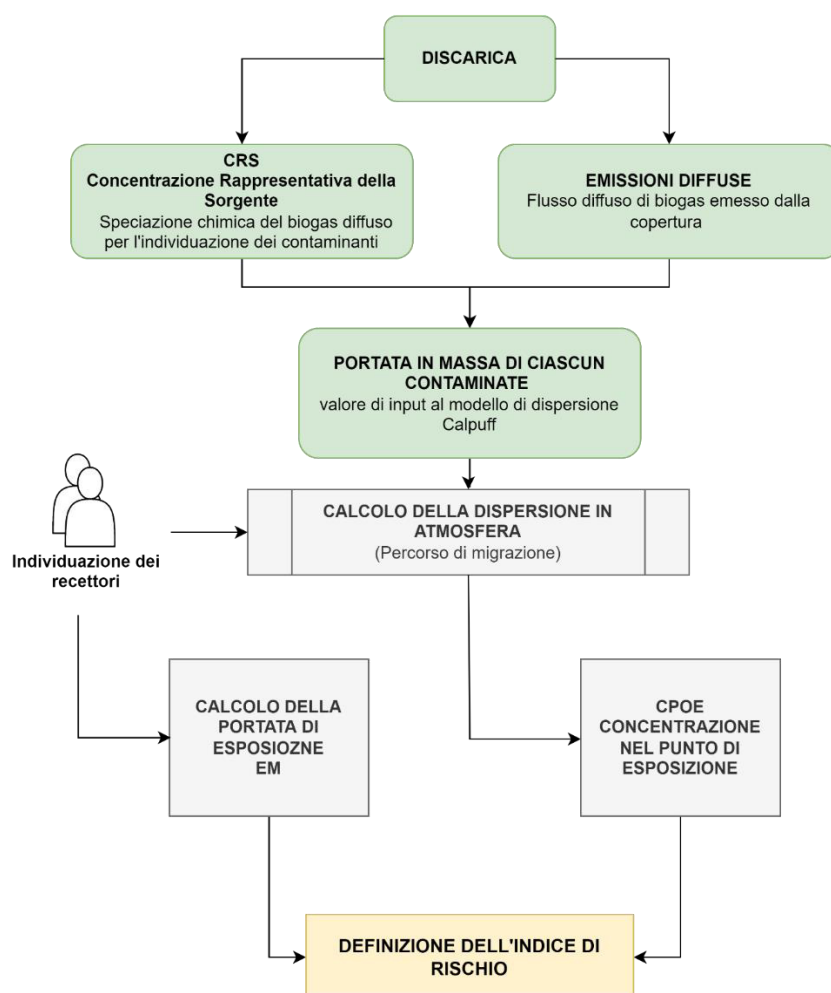 DISCARICA
CRS
Concentrazione Rappresentativa della
Sorgente
Speciazione chimica del biogas diffuso
per l'individuazione dei contaminanti
EMISSIONI DIFFUSE
Flusso diffuso di biogas emesso dalla
copertura
PORTATA IN MASSA DI CIASCUN
CONTAMINATE
valore di input al modello di dispersione
Calpuff
CALCOLO DELLA DISPERSIONE IN
ATMOSFERA
(Percorso di migrazione)
Individuazione dei
recettori
CALCOLO DELLA
PORTATA DI
ESPOSIOZNE
EM
CPOE
CONCENTRAZIONE
NEL PUNTO DI
ESPOSIZIONE
DEFINIZIONE DELL'INDICE DI
RISCHIO